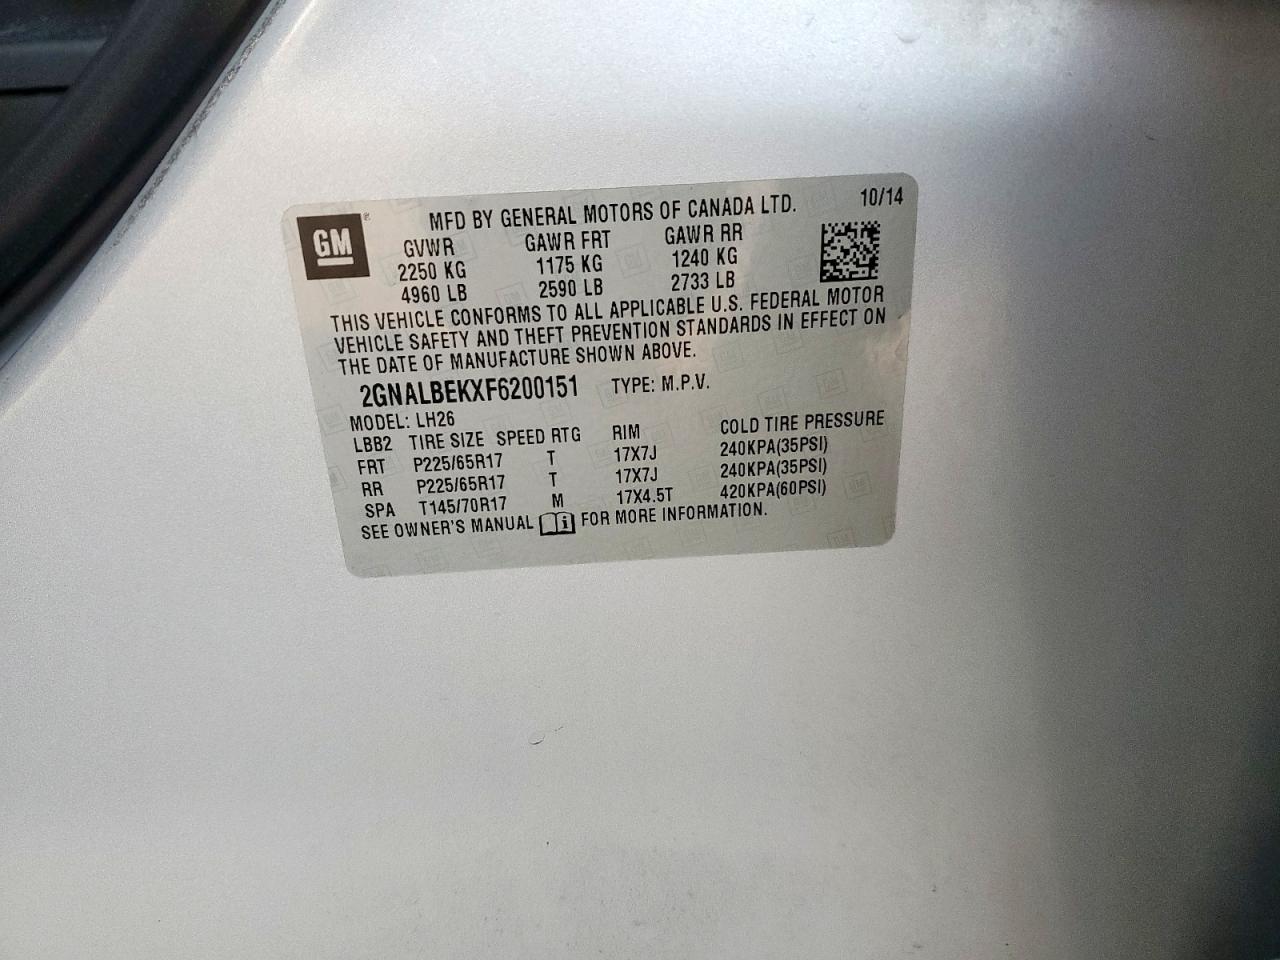 GM ®
MFD BY GENERAL MOTORS OF CANADA LTD. 10/14
GVWR GAWR FRT GAWR RR
2250 KG 1175 KG 1240 KG
4960 LB 2590 LB 2733 LB
THIS VEHICLE CONFORMS TO ALL APPLICABLE U.S. FEDERAL MOTOR
VEHICLE SAFETY AND THEFT PREVENTION STANDARDS IN EFFECT ON
THE DATE OF MANUFACTURE SHOWN ABOVE.
2GNALBEKXF6200151 TYPE: M.P.V.
MODEL: LH26
LBB2 TIRE SIZE SPEED RTG RIM COLD TIRE PRESSURE
FRT P225/65R17 T 17X7J 240KPA(35PSI)
RR P225/65R17 T 17X7J 240KPA(35PSI)
SPA T145/70R17 M 17X4.5T 420KPA(60PSI)
SEE OWNER'S MANUAL i FOR MORE INFORMATION.